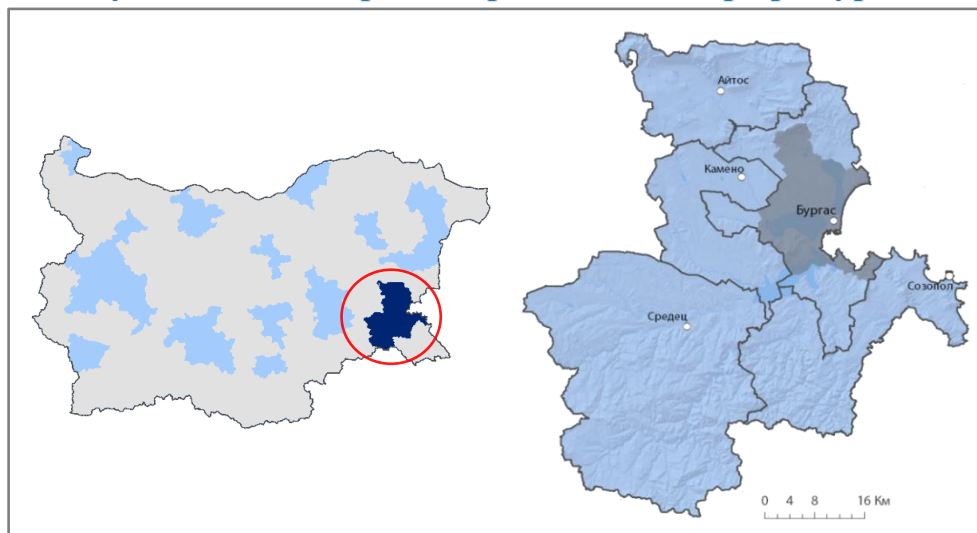 Айтос
Камено
Бургас
Созопол
Средец
0 4 8 16 Км